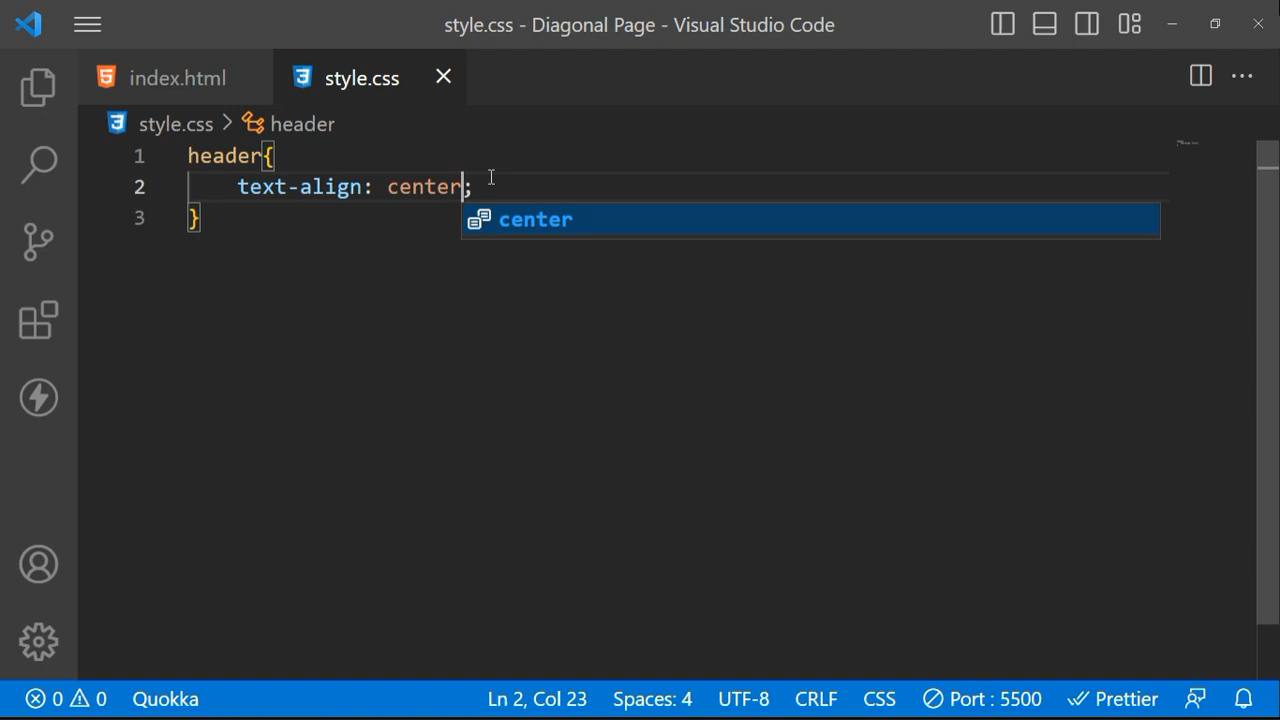 style.css - Diagonal Page - Visual Studio Code
index.html
style.css
style.css > header
1 header{
2 text-align: center;
center
3 }
0 0 Quokka Ln 2, Col 23 Spaces: 4 UTF-8 CRLF CSS Port : 5500 Prettier